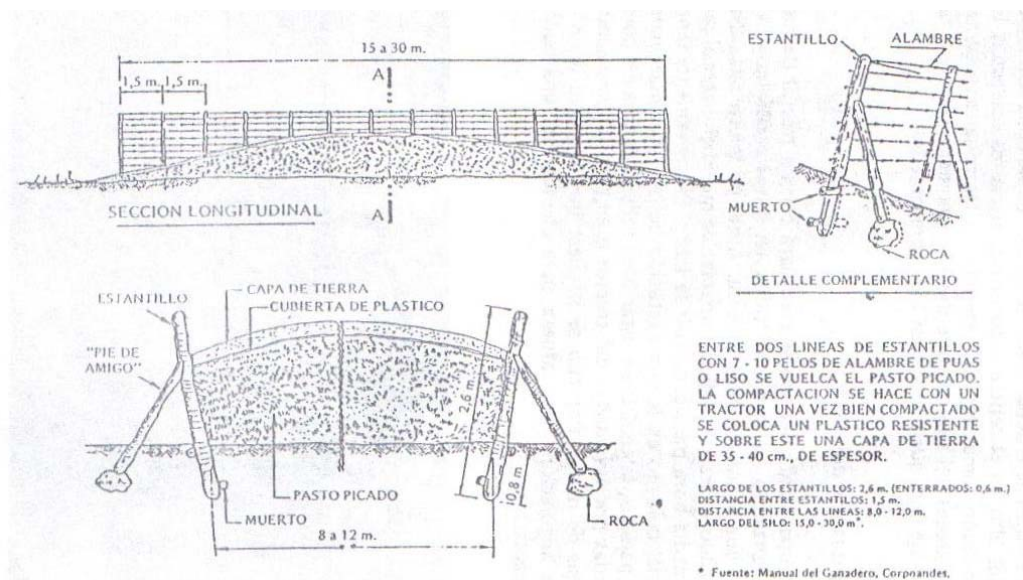 15 a 30 m.
A
1,5 m. 1,5 m.
SECCION LONGITUDINAL
A
ESTANTILLO
ALAMBRE
MUERTO
ROCA
DETALLE COMPLEMENTARIO
ESTANTILLO
CAPA DE TIERRA
CUBIERTA DE PLASTICO
"PIE DE
AMIGO"
2,6 m.
0,8 m
PASTO PICADO
MUERTO
ROCA
8 a 12 m.
ENTRE DOS LINEAS DE ESTANTILLOS
CON 7 - 10 PELOS DE ALAMBRE DE PUAS
O LISO SE VUELCA EL PASTO PICADO.
LA COMPACTACION SE HACE CON UN
TRACTOR UNA VEZ BIEN COMPACTADO
SE COLOCA UN PLASTICO RESISTENTE
Y SOBRE ESTE UNA CAPA DE TIERRA
DE 35 - 40 cm., DE ESPESOR.
LARGO DE LOS ESTANTILLOS: 2,6 m. (ENTERRADOS: 0,6 m.)
DISTANCIA ENTRE ESTANTILOS: 1,5 m.
DISTANCIA ENTRE LAS LINEAS: 8,0 - 12,0 m.
LARGO DEL SILO: 15,0 - 30,0 m*.
* Fuente: Manual del Ganadero, Corpoandes.